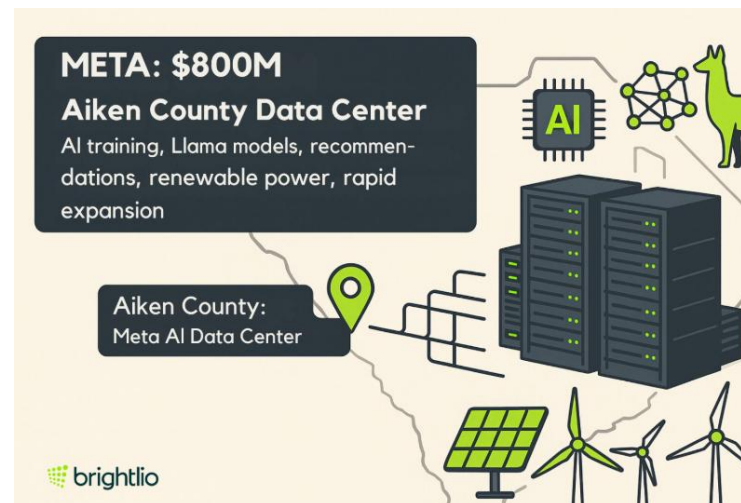 META: $800M
Aiken County Data Center
AI training, Llama models, recommen-
dations, renewable power, rapid
expansion
AI
Aiken County:
Meta AI Data Center
brightlio